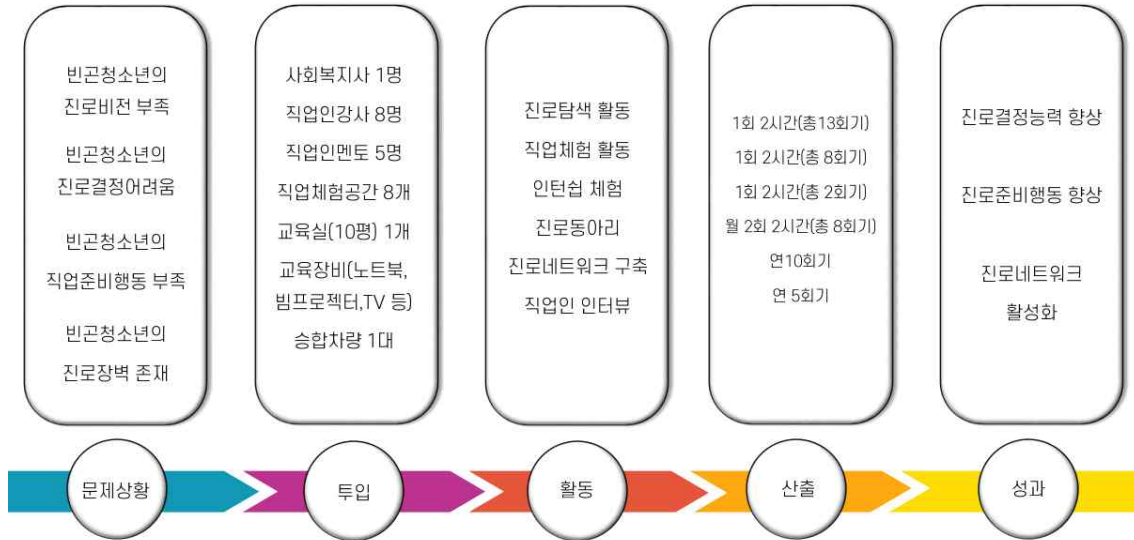 빈곤청소년의
진로비전 부족
빈곤청소년의
진로결정어려움
빈곤청소년의
직업준비행동 부족
빈곤청소년의
진로장벽 존재
사회복지사 1명
직업인강사 8명
직업인멘토 5명
직업체험공간 8개
교육실(10평) 1개
교육장비(노트북,
빔프로젝터,TV 등)
승합차량 1대
진로탐색 활동
직업체험 활동
인턴쉽 체험
진로동아리
진로네트워크 구축
직업인 인터뷰
1회 2시간(총13회기)
1회 2시간(총 8회기)
1회 2시간(총 2회기)
월 2회 2시간(총 8회기)
연10회기
연 5회기
진로결정능력 향상
진로준비행동 향상
진로네트워크
활성화
문제상황
투입
활동
산출
성과